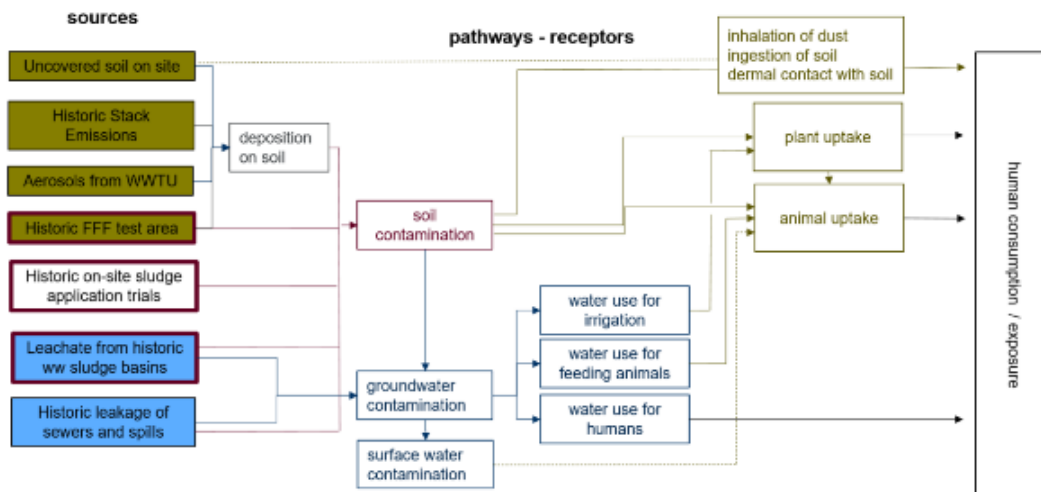 sources
pathways - receptors
Uncovered soil on site
Historic Stack
Emissions
Aerosols from WWTU
Historic FFF test area
Historic on-site sludge
application trials
Leachate from historic
ww sludge basins
Historic leakage of
sewers and spills
deposition
on soil
soil
contamination
groundwater
contamination
surface water
contamination
water use for
irrigation
water use for
feeding animals
water use for
humans
inhalation of dust
ingestion of soil
dermal contact with soil
plant uptake
animal uptake
human consumption / exposure